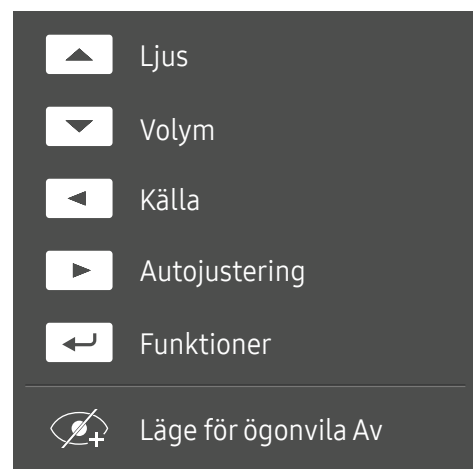 Ljus
Volym
Källa
Autojustering
Funktioner
Läge för ögonvila Av